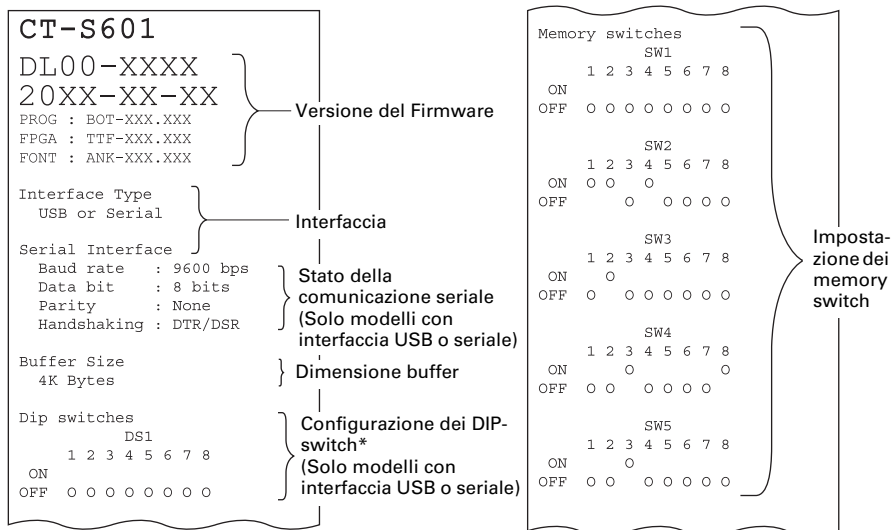 CT-S601
DL00-XXXX
20XX-XX-XX
PROG : BOT-XXX.XXX
FPGA : TTF-XXX.XXX
FONT : ANK-XXX.XXX
Versione del Firmware
Interface Type
USB or Serial
Interfaccia
Serial Interface
Baud rate : 9600 bps
Data bit : 8 bits
Parity : None
Handshaking : DTR/DSR
Stato della
comunicazione seriale
(Solo modelli con
interfaccia USB o seriale)
Buffer Size
4K Bytes
Dimensione buffer
Dip switches
DS1
1 2 3 4 5 6 7 8
ON
OFF O O O O O O O O
Configurazione dei DIP-
switch*
(Solo modelli con
interfaccia USB o seriale)
Memory switches
SW1
1 2 3 4 5 6 7 8
ON
OFF O O O O O O O O
SW2
1 2 3 4 5 6 7 8
ON O O   O
OFF     O   O O O O
SW3
1 2 3 4 5 6 7 8
ON   O
OFF O   O O O O O O
SW4
1 2 3 4 5 6 7 8
ON     O         O
OFF O O   O O O O
SW5
1 2 3 4 5 6 7 8
ON     O
OFF O O   O O O O O
Imposta-
zione dei
memory
switch